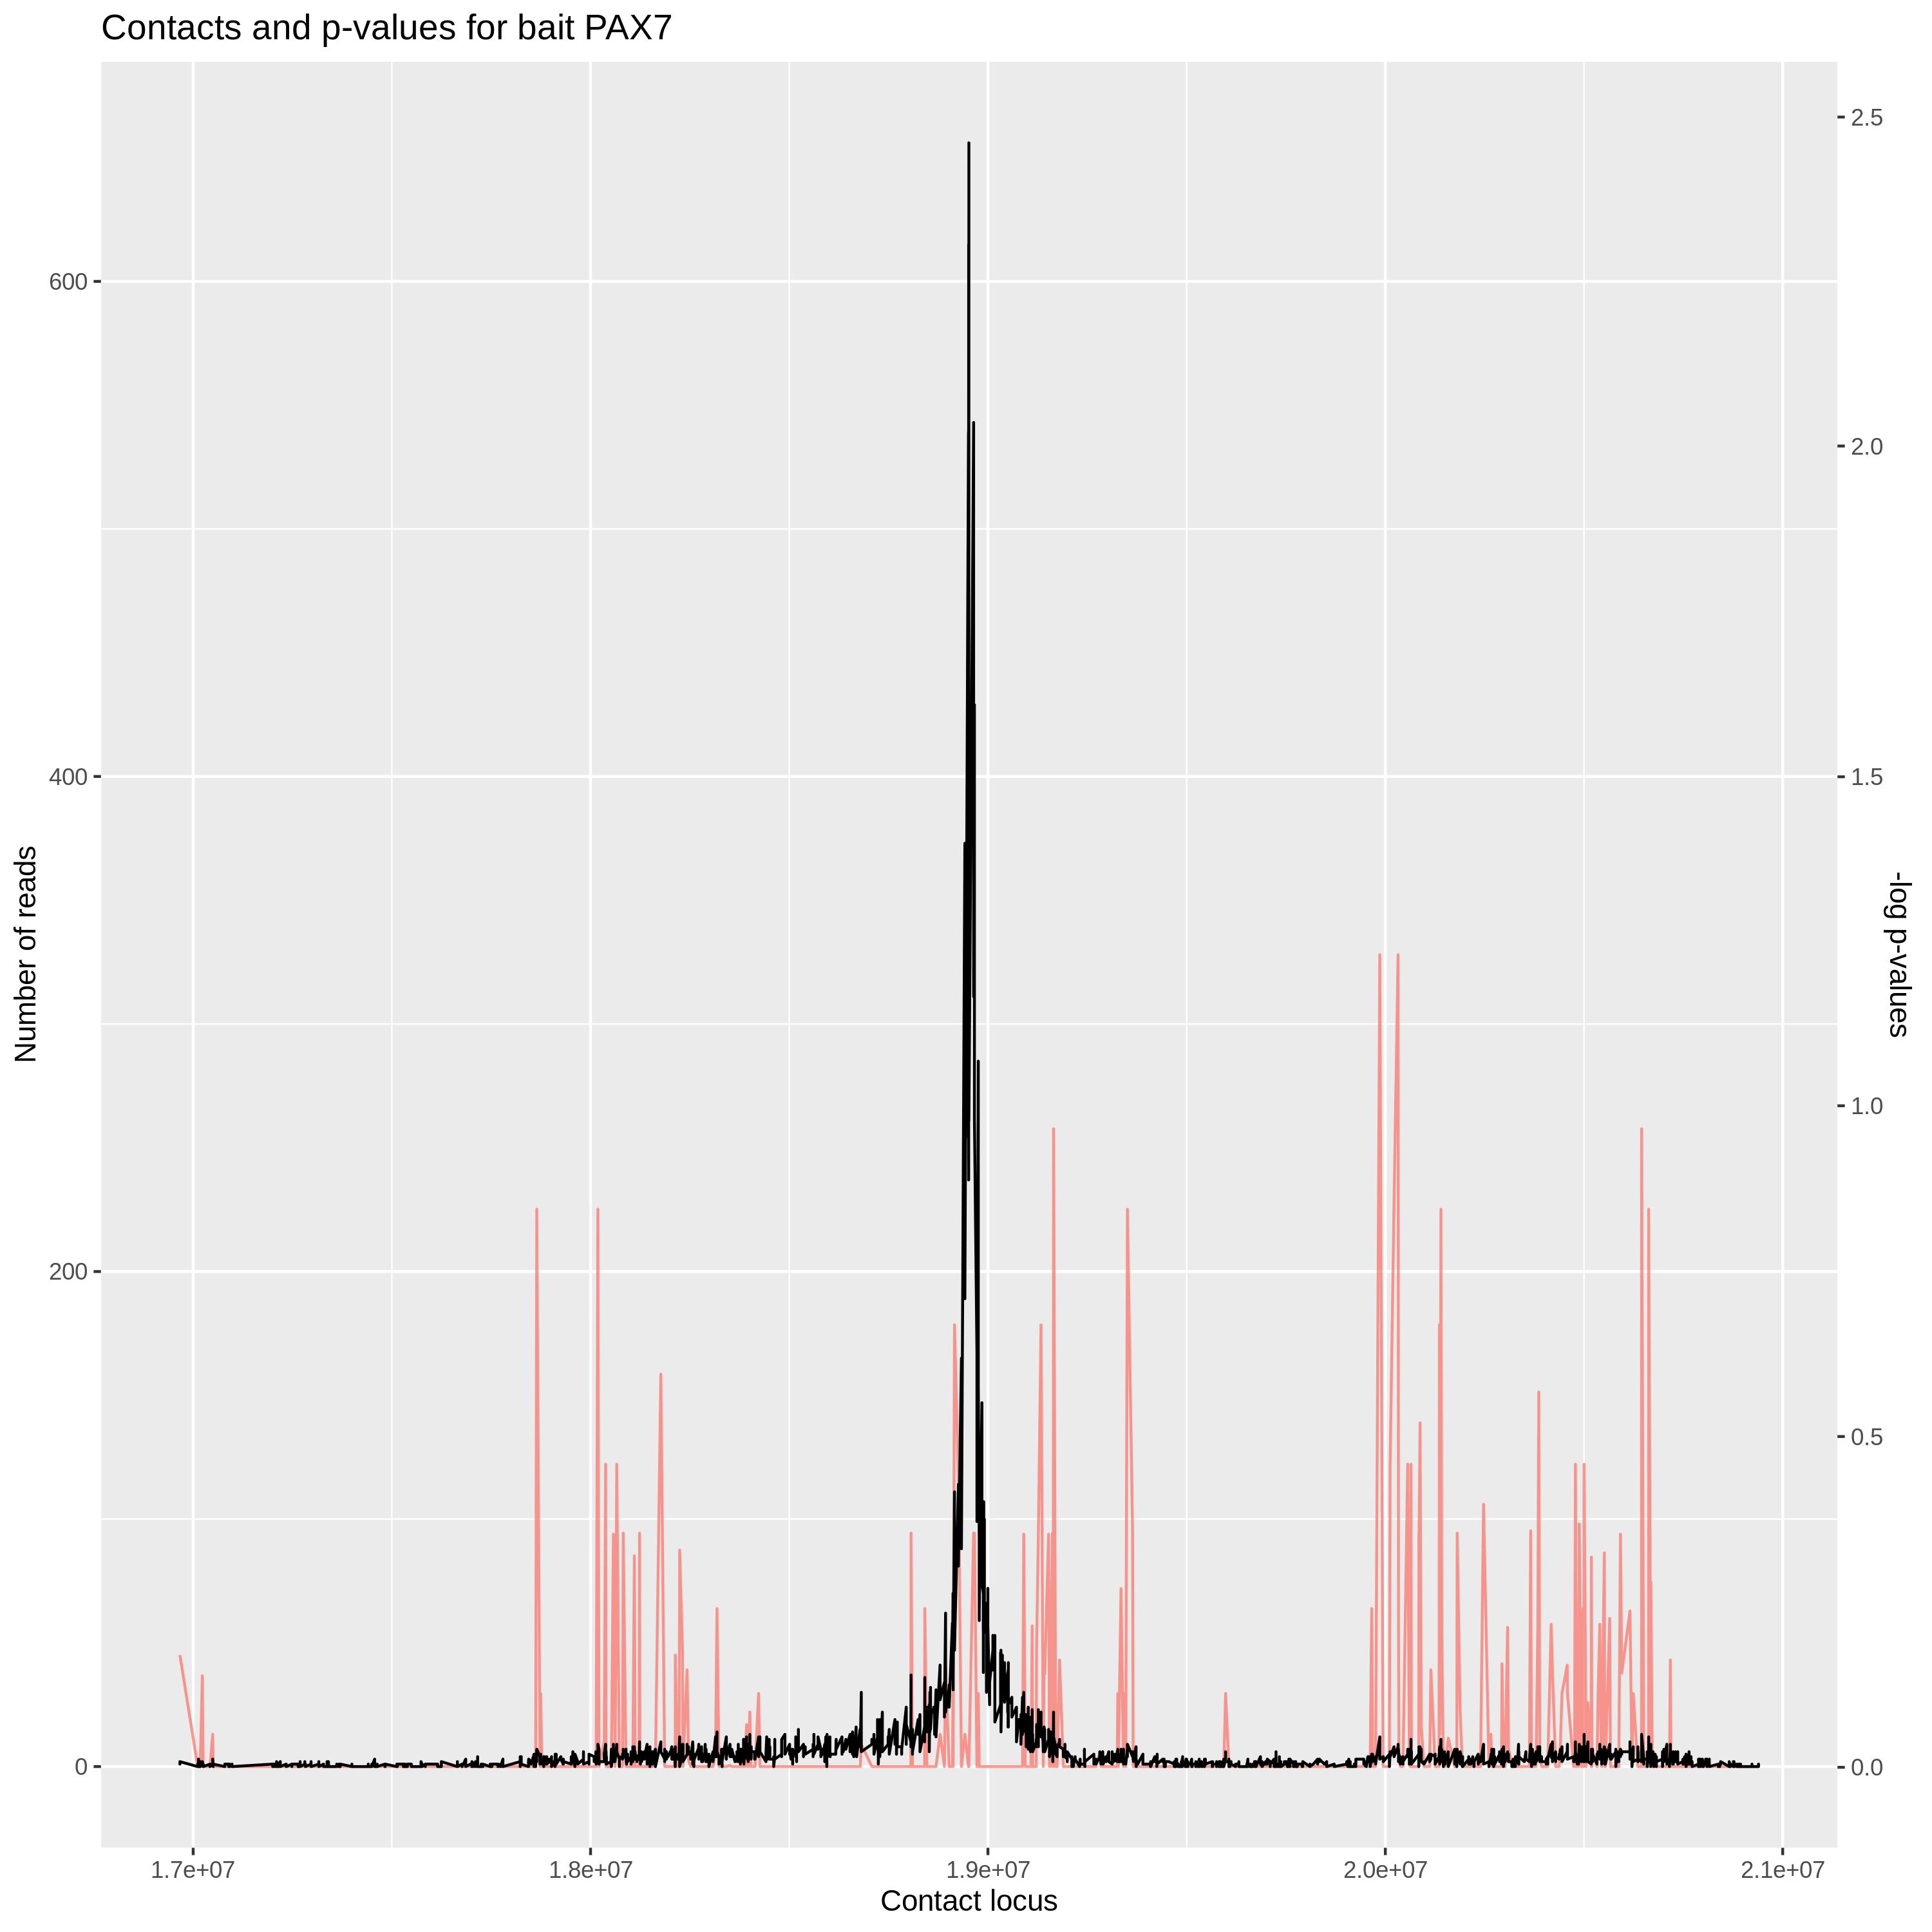 Contacts and p-values for bait PAX7
600
400
200
0
Number of reads
2.5
2.0
1.5
1.0
0.5
0.0
-log p-values
1.7e+07
1.8e+07
1.9e+07
2.0e+07
2.1e+07
Contact locus